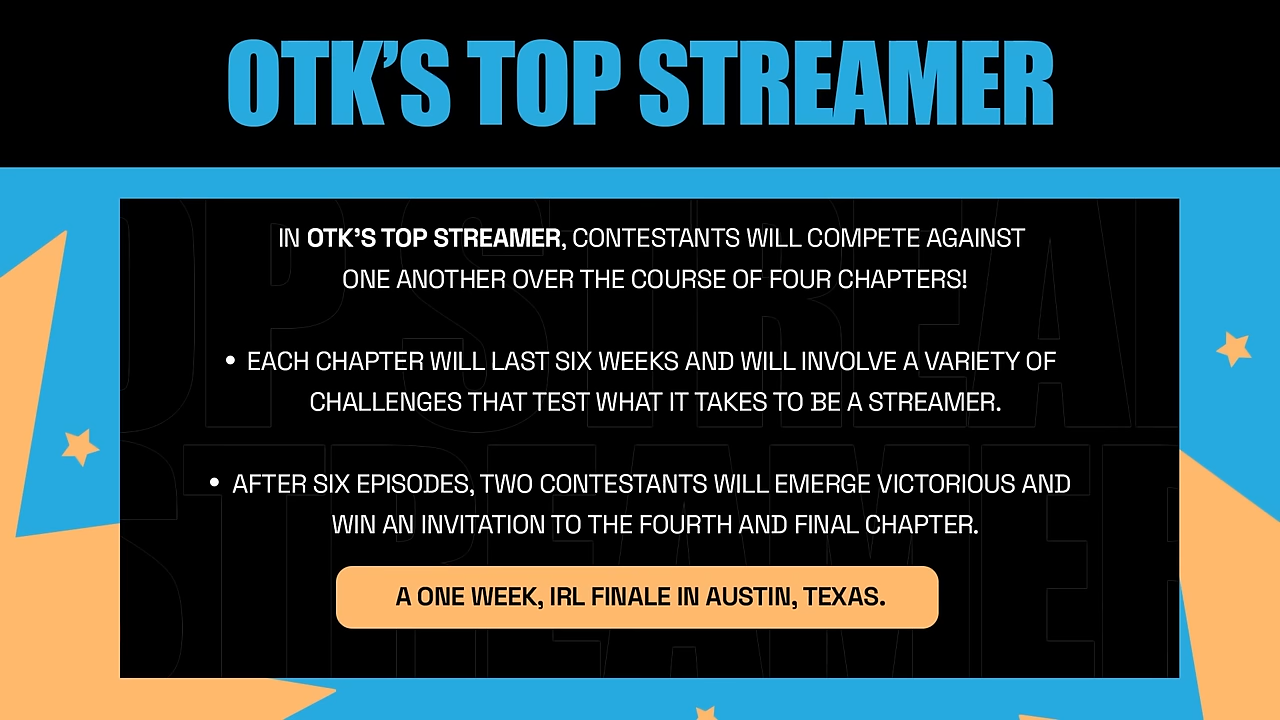 OTK'S TOP STREAMER
IN OTK'S TOP STREAMER, CONTESTANTS WILL COMPETE AGAINST
ONE ANOTHER OVER THE COURSE OF FOUR CHAPTERS!
• EACH CHAPTER WILL LAST SIX WEEKS AND WILL INVOLVE A VARIETY OF
CHALLENGES THAT TEST WHAT IT TAKES TO BE A STREAMER.
• AFTER SIX EPISODES, TWO CONTESTANTS WILL EMERGE VICTORIOUS AND
WIN AN INVITATION TO THE FOURTH AND FINAL CHAPTER.
A ONE WEEK, IRL FINALE IN AUSTIN, TEXAS.